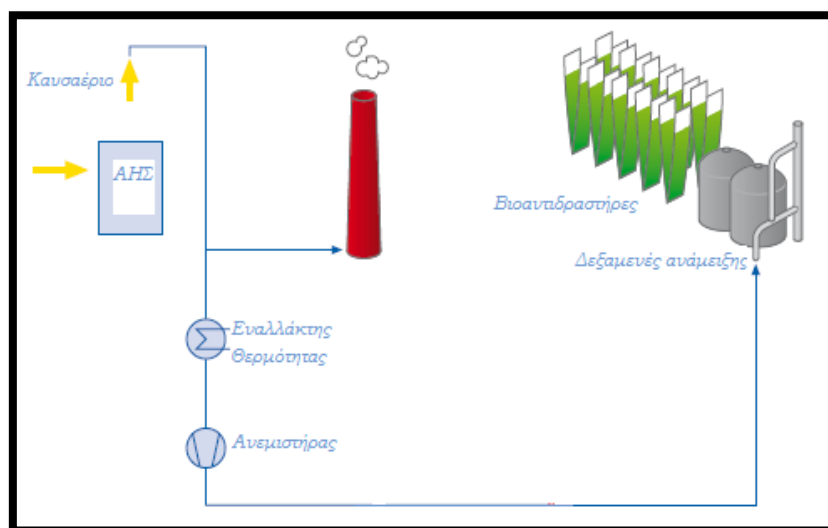 Καυσαέριο
ΑΗΣ
Βιοαντιδραστήρες
Δεξαμενές ανάμειξης
Εναλλάκτης
Θερμότητας
Ανεμιστήρας